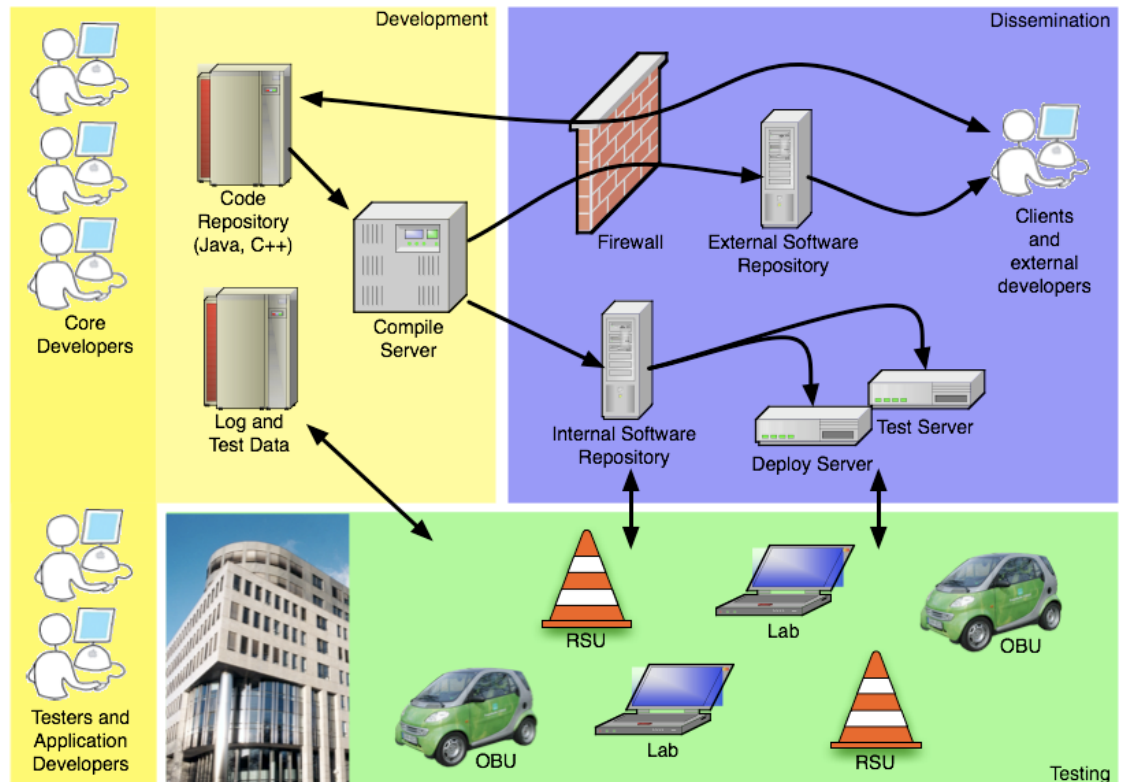 Development
Dissemination
Code
Repository
(Java, C++)
Firewall
External Software
Repository
Clients
and
external
developers
Core
Developers
Compile
Server
Log and
Test Data
Internal Software
Repository
Test Server
Deploy Server
Testers and
Application
Developers
RSU
Lab
OBU
OBU
Lab
RSU
Testing